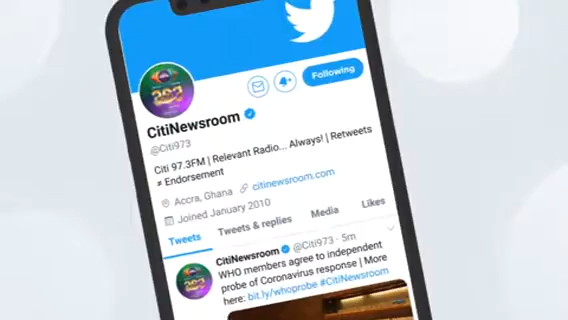 Following
CitiNewsroom
@Citi973
Citi 97.3FM | Relevant Radio... Always! | Retweets
≠ Endorsement
Accra, Ghana citinewsroom.com
Joined January 2010
Tweets Tweets & replies Media Likes
CitiNewsroom @Citi973 · 5m
WHO members agree to independent
probe of Coronavirus response | More
here: bit.ly/whoprobe #CitiNewsroom